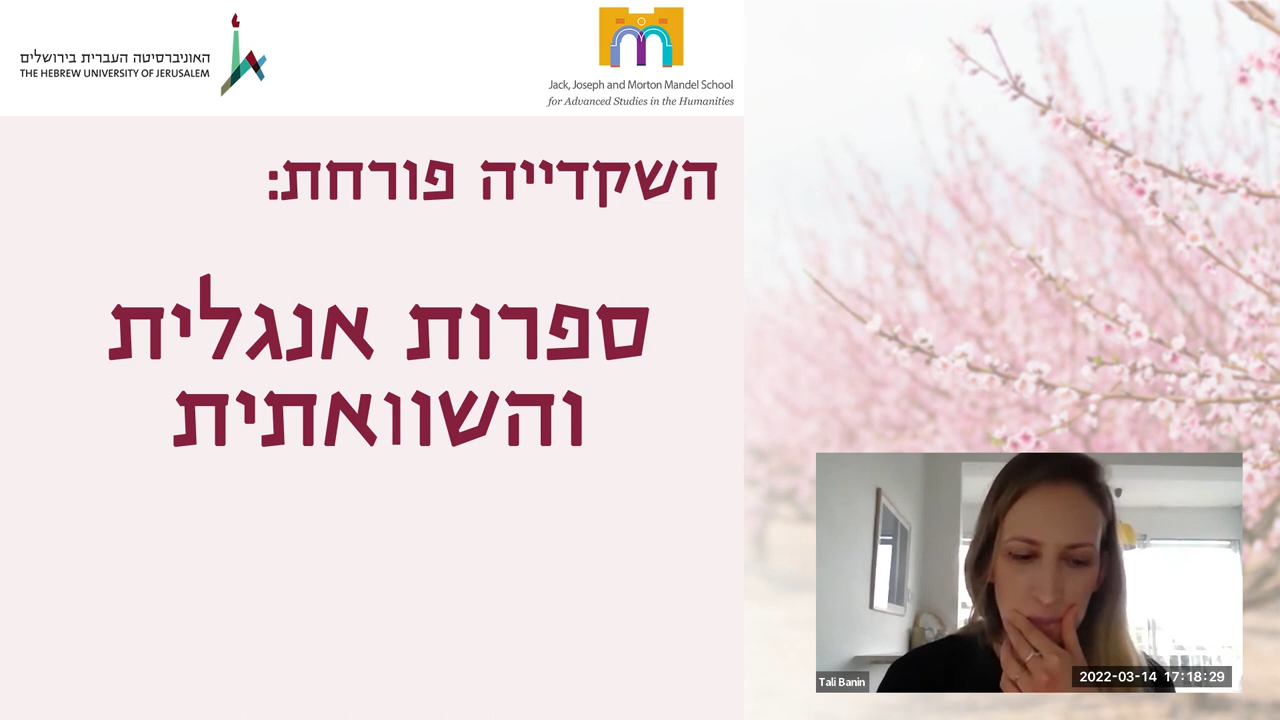 האוניברסיטה העברית בירושלים
THE HEBREW UNIVERSITY OF JERUSALEM
Jack, Joseph and Morton Mandel School
for Advanced Studies in the Humanities
השקדייה פורחת:
ספרות אנגלית
והשוואתית
Tali Banin
2022-03-14 17:18:29